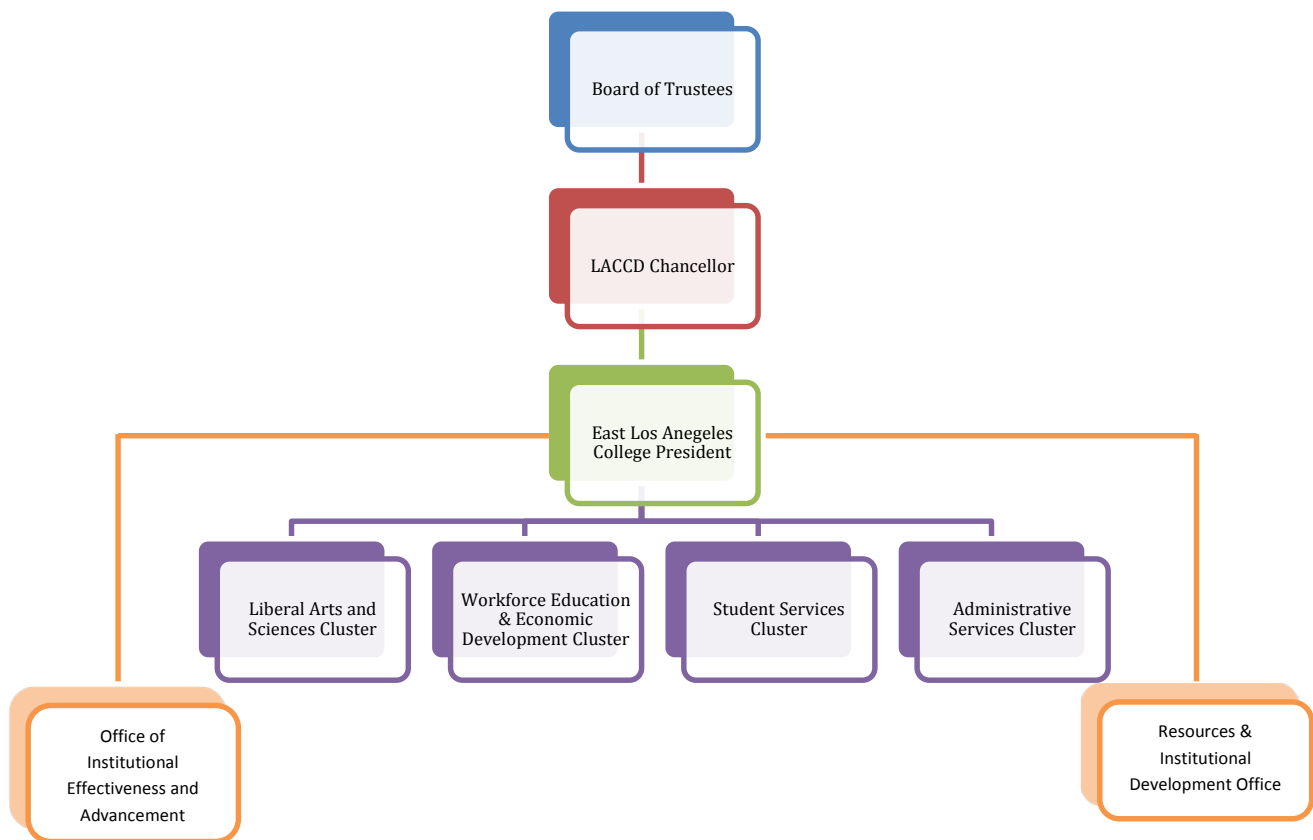 Board of Trustees
LACCD Chancellor
East Los Anegeles
College President
Liberal Arts and
Sciences Cluster
Workforce Education
& Economic
Development Cluster
Student Services
Cluster
Administrative
Services Cluster
Office of
Institutional
Effectiveness and
Advancement
Resources &
Institutional
Development Office